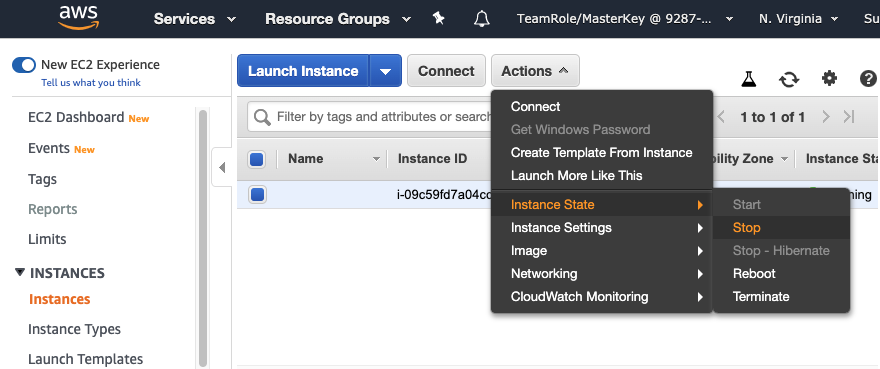 aws
Services
Resource Groups
TeamRole/MasterKey @ 9287-...
N. Virginia
Su
New EC2 Experience
Tell us what you think
Launch Instance
Connect
Actions
EC2 Dashboard New
Events New
Tags
Reports
Limits
INSTANCES
Instances
Instance Types
Launch Templates
Filter by tags and attributes or search
1 to 1 of 1
Name
Instance ID
bility Zone
Instance Sta
i-09c59fd7a04cc
ning
Connect
Get Windows Password
Create Template From Instance
Launch More Like This
Instance State
Instance Settings
Image
Networking
CloudWatch Monitoring
Start
Stop
Stop - Hibernate
Reboot
Terminate